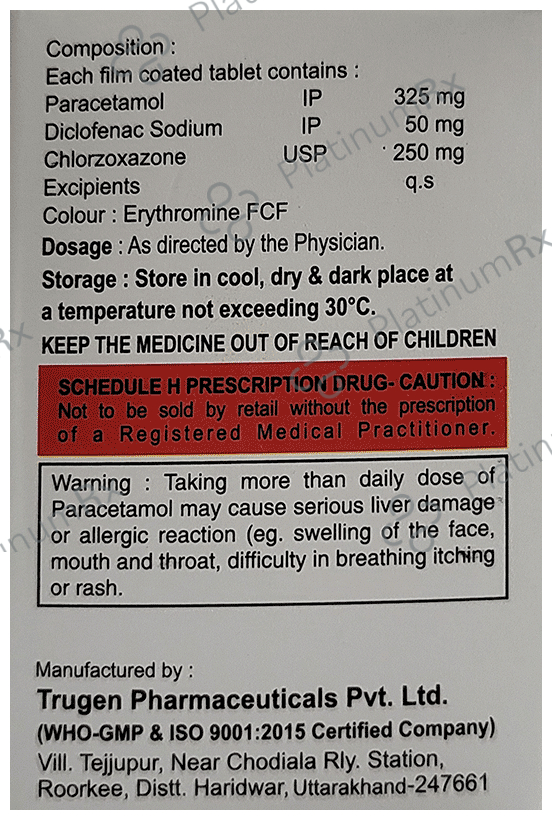 Composition :
Each film coated tablet contains :
Paracetamol IP 325 mg
Diclofenac Sodium IP 50 mg
Chlorzoxazone USP 250 mg
Excipients q.s
Colour : Erythromine FCF
Dosage : As directed by the Physician.
Storage : Store in cool, dry & dark place at
a temperature not exceeding 30°C.
KEEP THE MEDICINE OUT OF REACH OF CHILDREN
SCHEDULE H PRESCRIPTION DRUG- CAUTION :
Not to be sold by retail without the prescription
of a Registered Medical Practitioner.
Warning : Taking more than daily dose of
Paracetamol may cause serious liver damage
or allergic reaction (eg. swelling of the face,
mouth and throat, difficulty in breathing itching
or rash.
Manufactured by :
Trugen Pharmaceuticals Pvt. Ltd.
(WHO-GMP & ISO 9001:2015 Certified Company)
Vill. Tejjupur, Near Chodiala Rly. Station,
Roorkee, Distt. Haridwar, Uttarakhand-247661
PlatinumRx
PlatinumRx
PlatinumRx